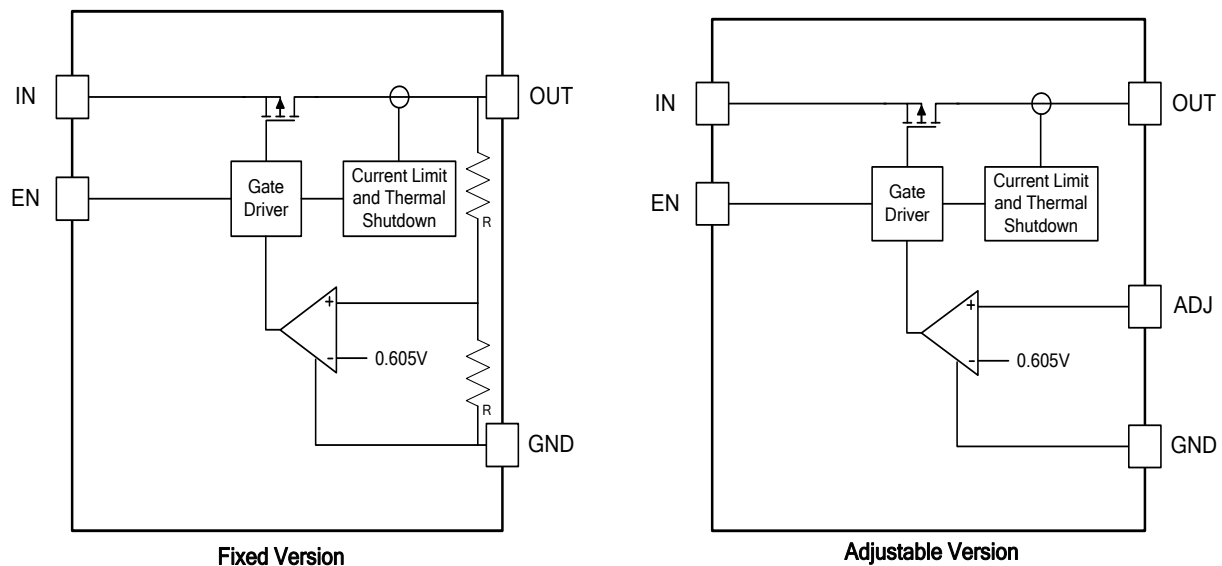 IN
OUT
EN
Gate
Driver
Current Limit
and Thermal
Shutdown
R
+
-
0.605V
R
GND
Fixed Version
IN
OUT
EN
Gate
Driver
Current Limit
and Thermal
Shutdown
ADJ
+
-
0.605V
GND
Adjustable Version